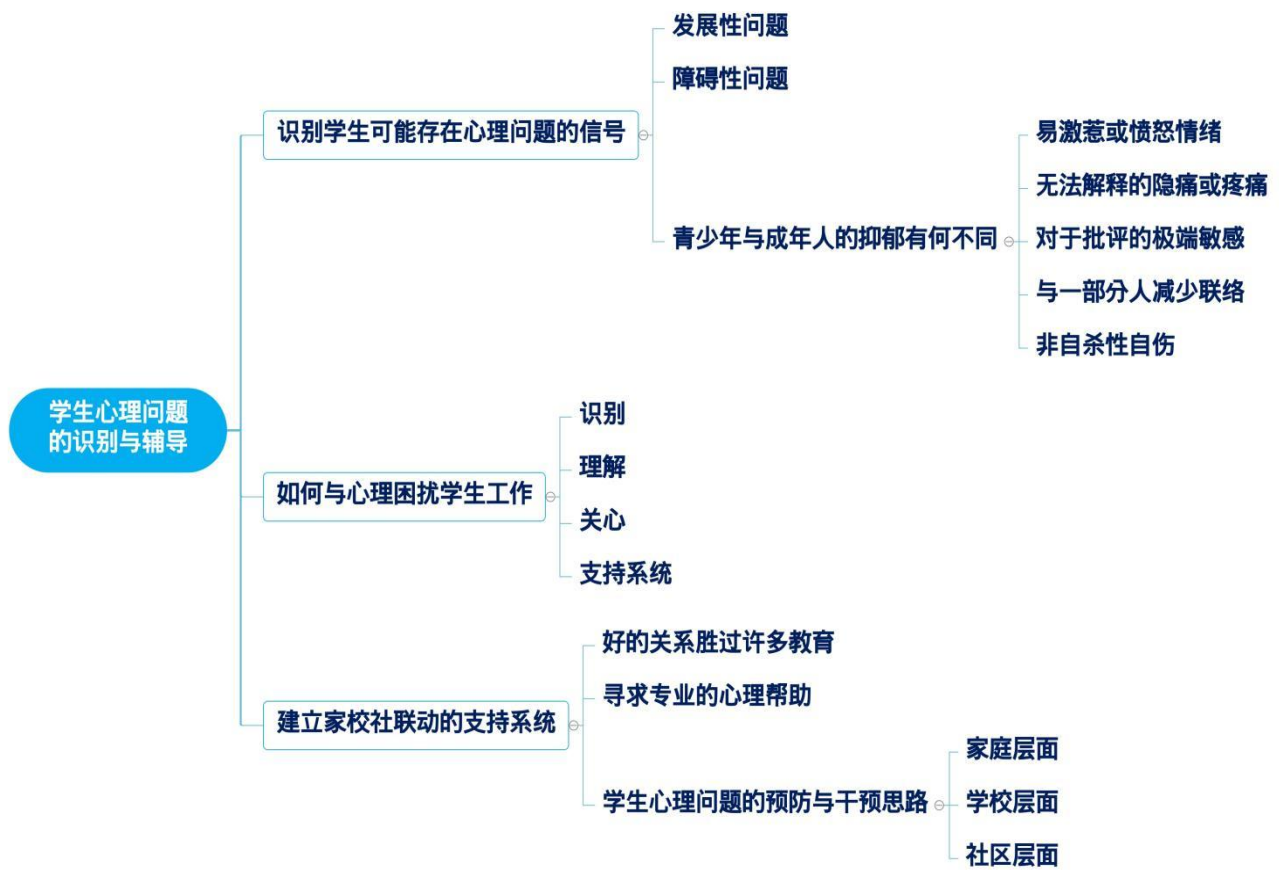 发展性问题
障碍性问题
识别学生可能存在心理问题的信号
易激惹或愤怒情绪
无法解释的隐痛或疼痛
青少年与成年人的抑郁有何不同
对于批评的极端敏感
与一部分人减少联络
非自杀性自伤
学生心理问题
的识别与辅导
识别
理解
如何与心理困扰学生工作
关心
支持系统
好的关系胜过许多教育
寻求专业的心理帮助
建立家校社联动的支持系统
家庭层面
学生心理问题的预防与干预思路
学校层面
社区层面